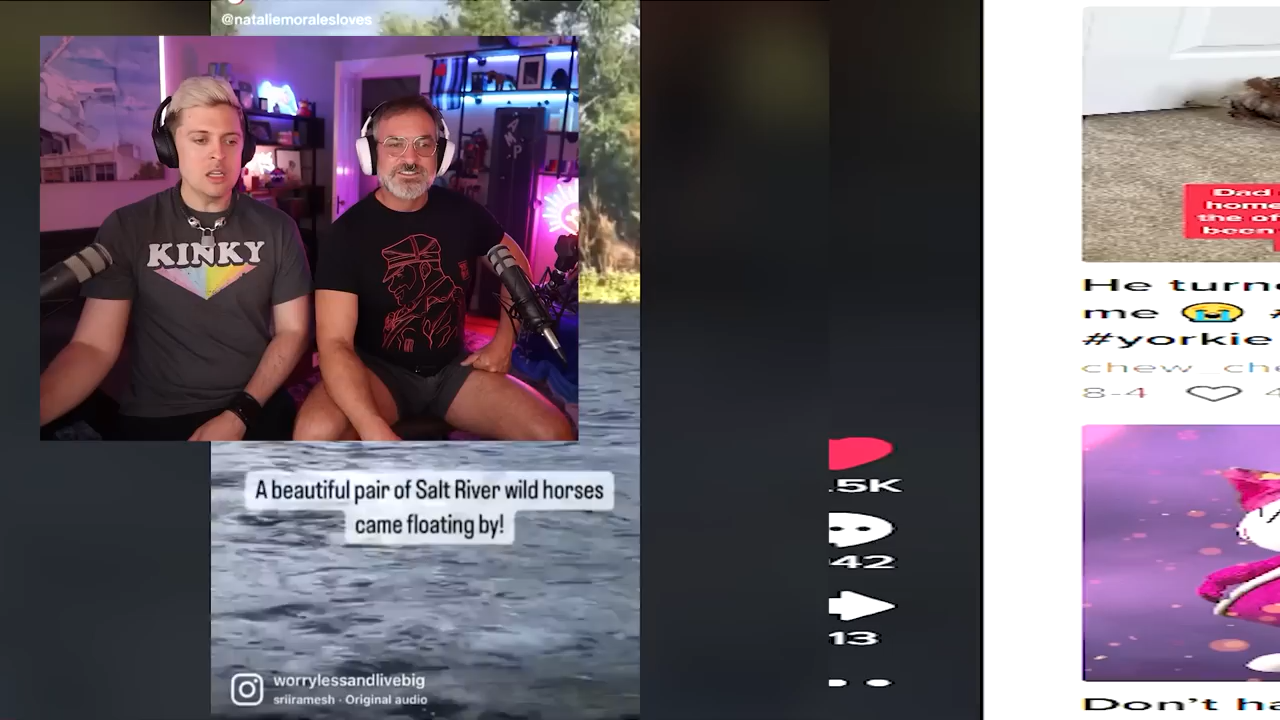 @nataliemoralesloves
KINKY
A beautiful pair of Salt River wild horses
came floating by!
worrylessandlivebig
sriiramesh · Original audio
.5K
42
13
Dad
home
the of
been
He turn
me 😭 #
#yorkie
8-4
Don't ha